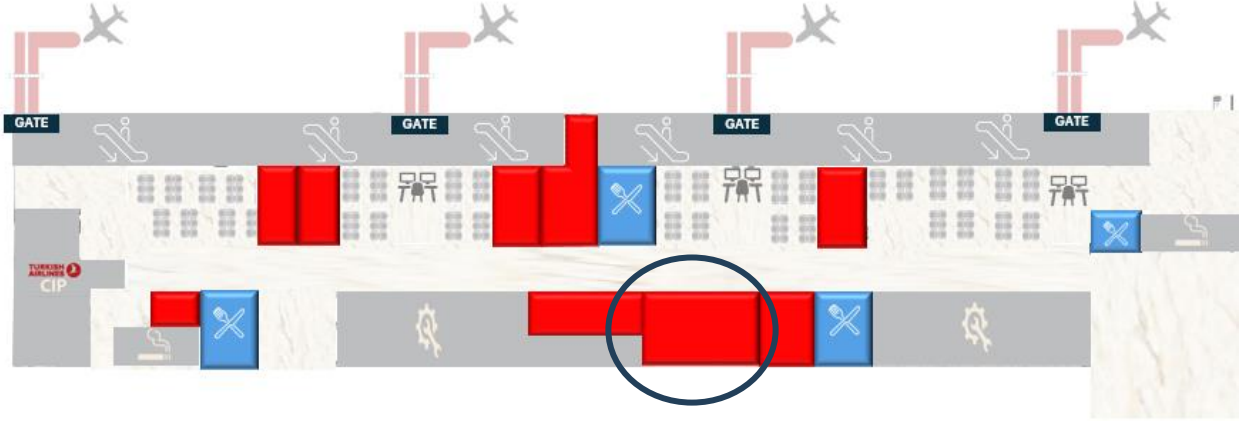 GATE
GATE
GATE
GATE
TURKISH
AIRLINES
CIP